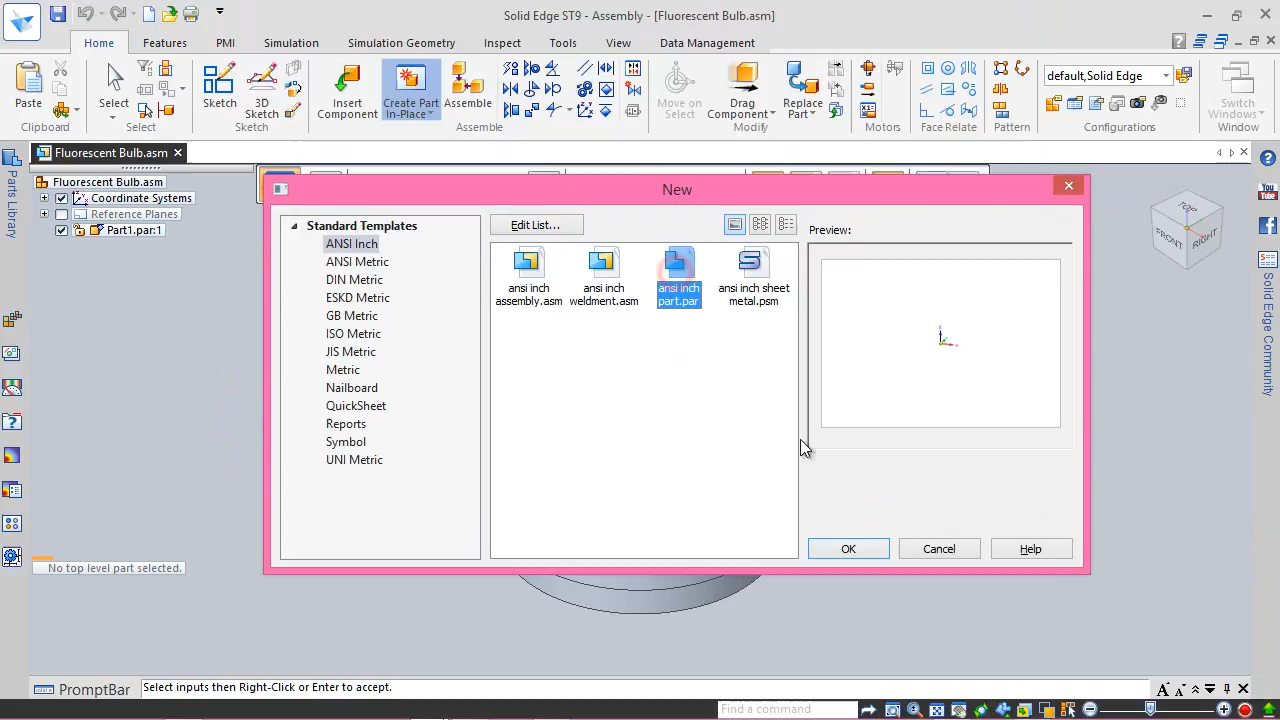 Solid Edge ST9 - Assembly - [Fluorescent Bulb.asm]
Home Features PMI Simulation Simulation Geometry Inspect Tools View Data Management
Paste
Select
Sketch
3D Sketch
Insert Component
Create Part In-Place
Assemble
Move on Select
Drag Component
Replace Part
default,Solid Edge
Switch Windows
Clipboard Select Sketch Assemble Modify Motors Face Relate Pattern Configurations Window
Fluorescent Bulb.asm
Parts Library
Fluorescent Bulb.asm
Coordinate Systems
Reference Planes
Part1.par:1
New
Standard Templates
ANSI Inch
ANSI Metric
DIN Metric
ESKD Metric
GB Metric
ISO Metric
JIS Metric
Metric
Nailboard
QuickSheet
Reports
Symbol
UNI Metric
Edit List...
ansi inch assembly.asm
ansi inch weldment.asm
ansi inch part.par
ansi inch sheet metal.psm
Preview:
OK Cancel Help
TOP
FRONT
RIGHT
You Tube
Solid Edge Community
No top level part selected.
PromptBar
Select inputs then Right-Click or Enter to accept.
Find a command